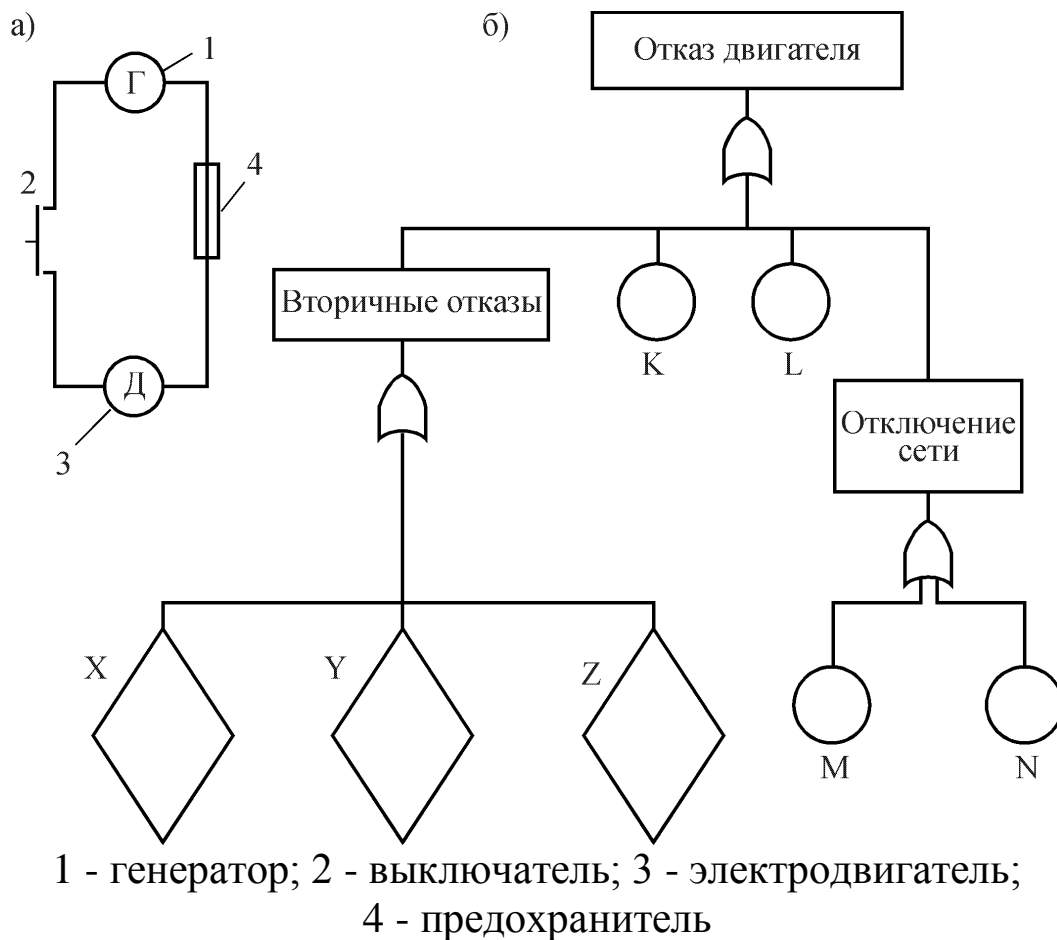 а)
1
Г
2
4
Д
3
б)
Отказ двигателя
Вторичные отказы
K
L
Отключение
сети
X
Y
Z
M
N
1 - генератор; 2 - выключатель; 3 - электродвигатель;
4 - предохранитель